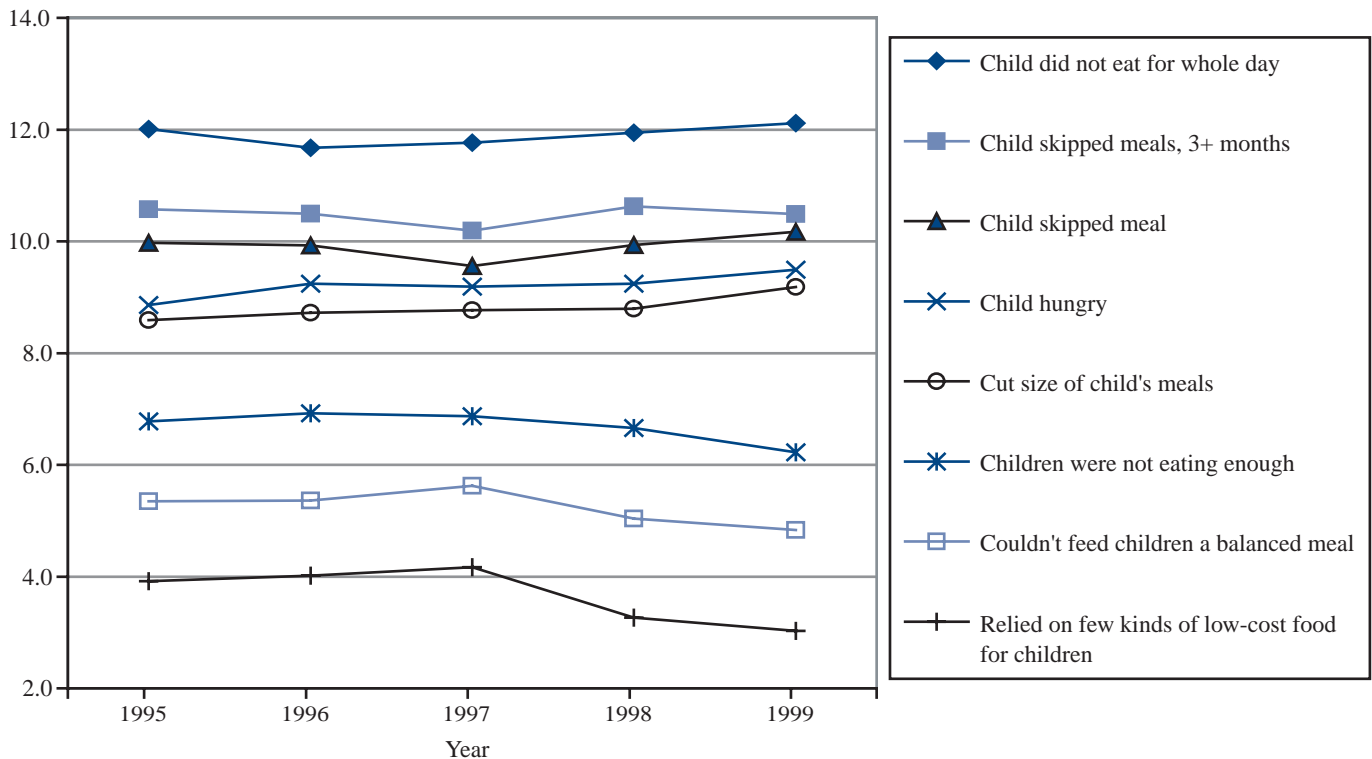 14.0
12.0
10.0
8.0
6.0
4.0
2.0
1995 1996 1997 1998 1999
Year
Child did not eat for whole day
Child skipped meals, 3+ months
Child skipped meal
Child hungry
Cut size of child's meals
Children were not eating enough
Couldn't feed children a balanced meal
Relied on few kinds of low-cost food
for children